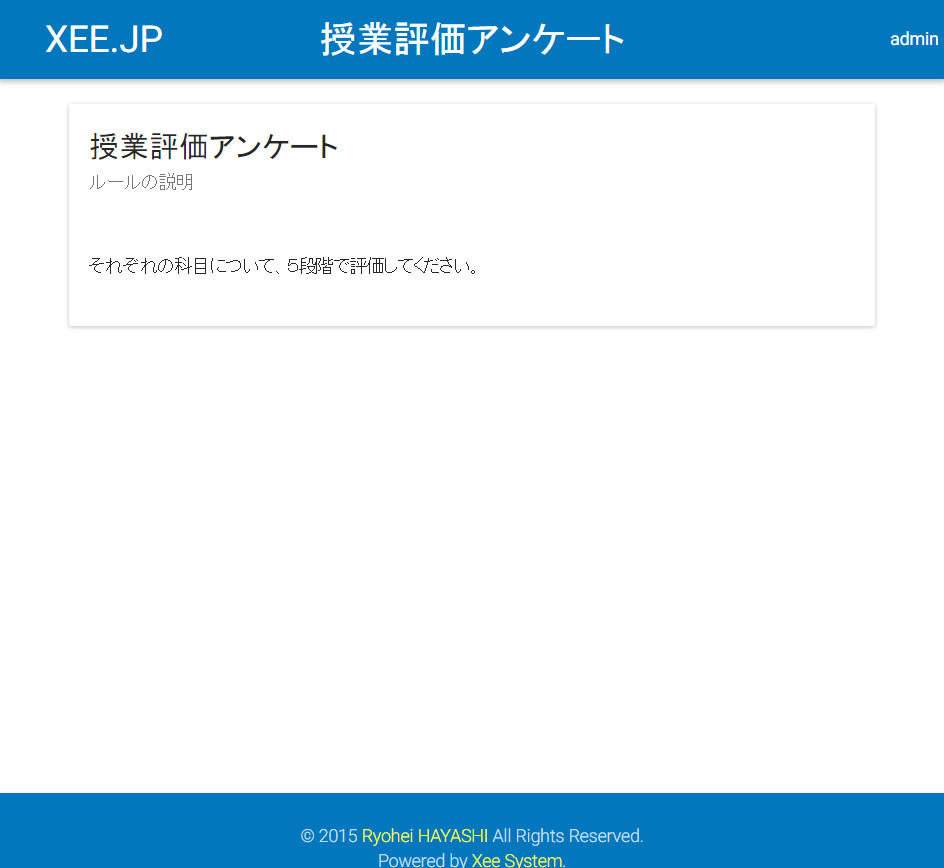 XEE.JP 授業評価アンケート admin
授業評価アンケート
ルールの説明
それぞれの科目について、５段階で評価してください。
© 2015 Ryohei HAYASHI All Rights Reserved.
Powered by Xee System.